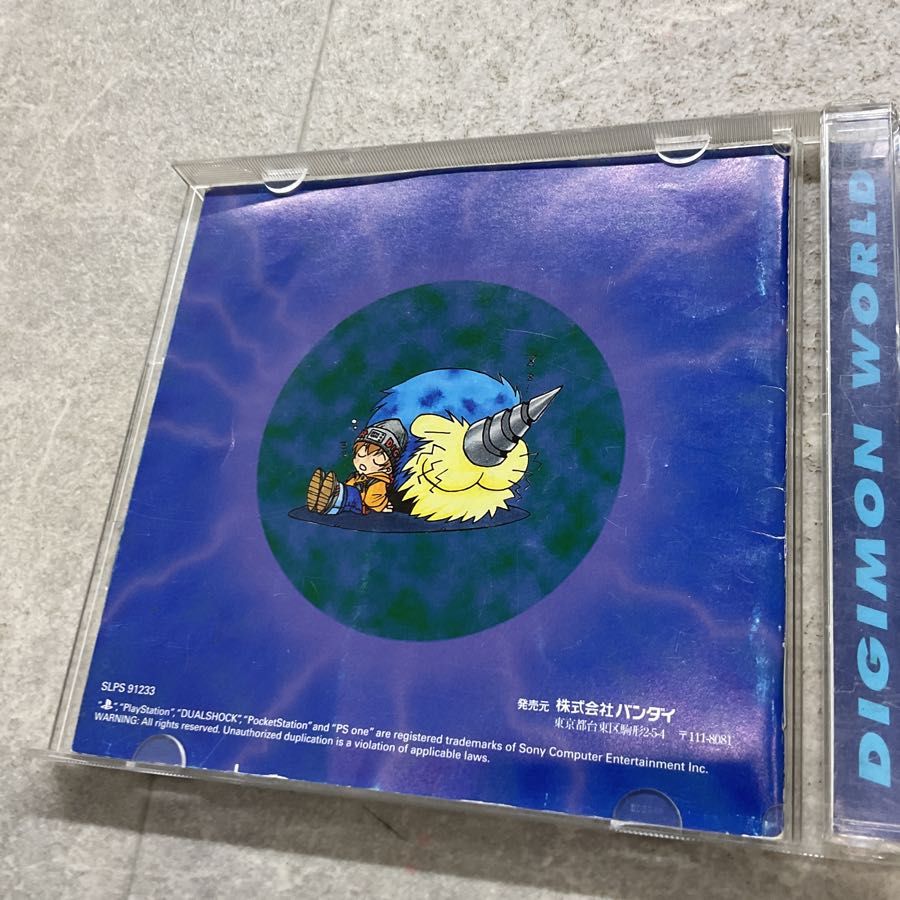 SLPS 91233
"PlayStation", "DUALSHOCK", "PocketStation" and "PS one" are registered trademarks of Sony Computer Entertainment Inc.
WARNING: All rights reserved. Unauthorized duplication is a violation of applicable laws.
発売元 株式会社バンダイ
東京都台東区駒形2-5-4 〒111-8081
DIGIMON WORLD